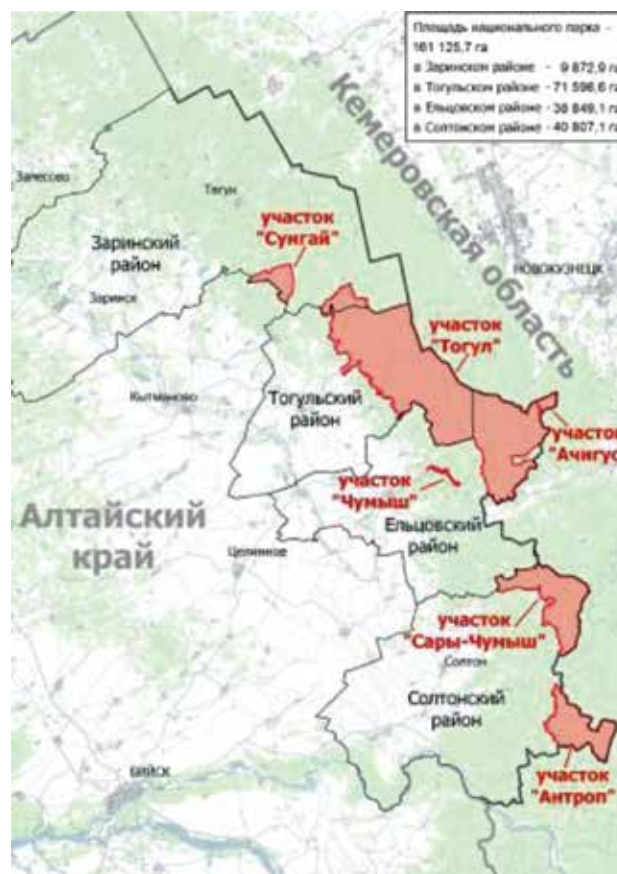 Площадь национального парка -
161 125,7 га
в Заринском районе - 9 872,9 га
в Тогульском районе - 71 596,6 га
в Ельцовском районе - 38 849,1 га
в Солтонском районе - 40 807,1 га
Кемеровская область
Залесово
Тягун
участок
"Сунгай"
Заринский
район
НОВОКУЗНЕЦК
Заринск
участок
"Тогул"
Кытманово
Тогульский
район
участок
"Ачигус
участок
"Чумыш"
Алтайский
край
Ельцовский
район
Целинное
участок
"Сары-Чумыш"
Солтон
Солтонский
район
БИЙСК
участок
"Антроп"